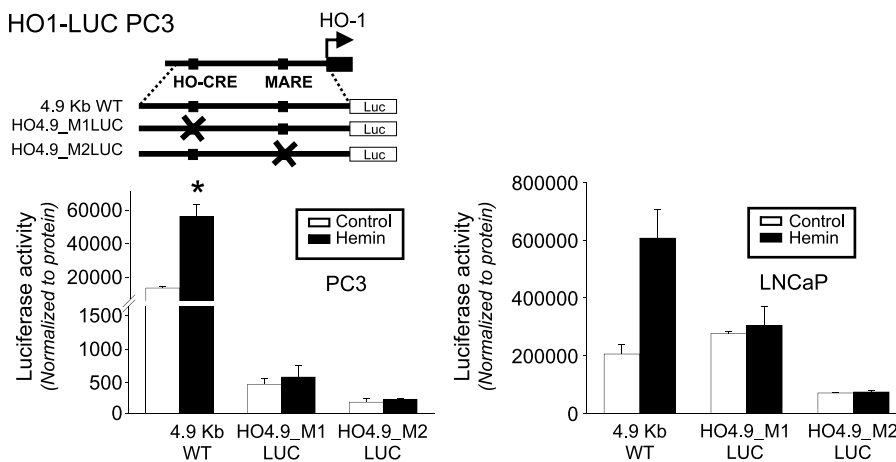 HO1-LUC PC3
HO-1
HO-CRE MARE
4.9 Kb WT Luc
HO4.9_M1LUC Luc
HO4.9_M2LUC Luc
Luciferase activity
(Normalized to protein)
60000
40000
20000
1500
1000
500
0
*
Control
Hemin
PC3
4.9 Kb
WT
HO4.9_M1
LUC
HO4.9_M2
LUC
Luciferase activity
(Normalized to protein)
800000
600000
400000
200000
0
Control
Hemin
LNCaP
4.9 Kb
WT
HO4.9_M1
LUC
HO4.9_M2
LUC